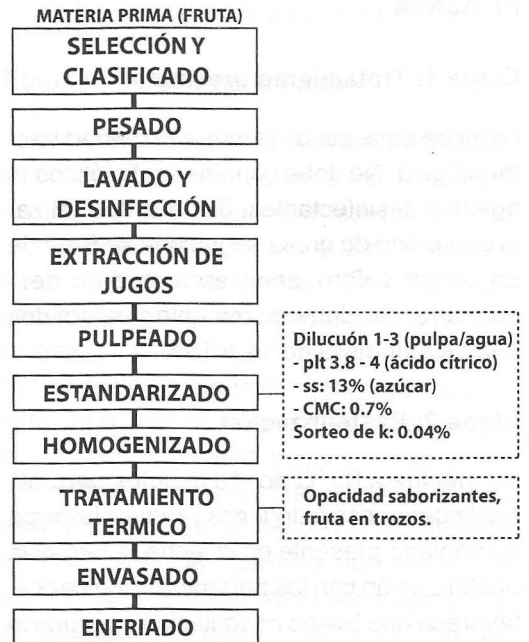 MATERIA PRIMA (FRUTA)
SELECCIÓN Y
CLASIFICADO
PESADO
LAVADO Y
DESINFECCIÓN
EXTRACCIÓN DE
JUGOS
PULPEADO
ESTANDARIZADO
Dilucuón 1-3 (pulpa/agua)
- plt 3.8 - 4 (ácido cítrico)
- ss: 13% (azúcar)
CMC: 0.7%
Sorteo de k: 0.04%
HOMOGENIZADO
TRATAMIENTO
TERMICO
Opacidad saborizantes,
fruta en trozos.
ENVASADO
ENFRIADO